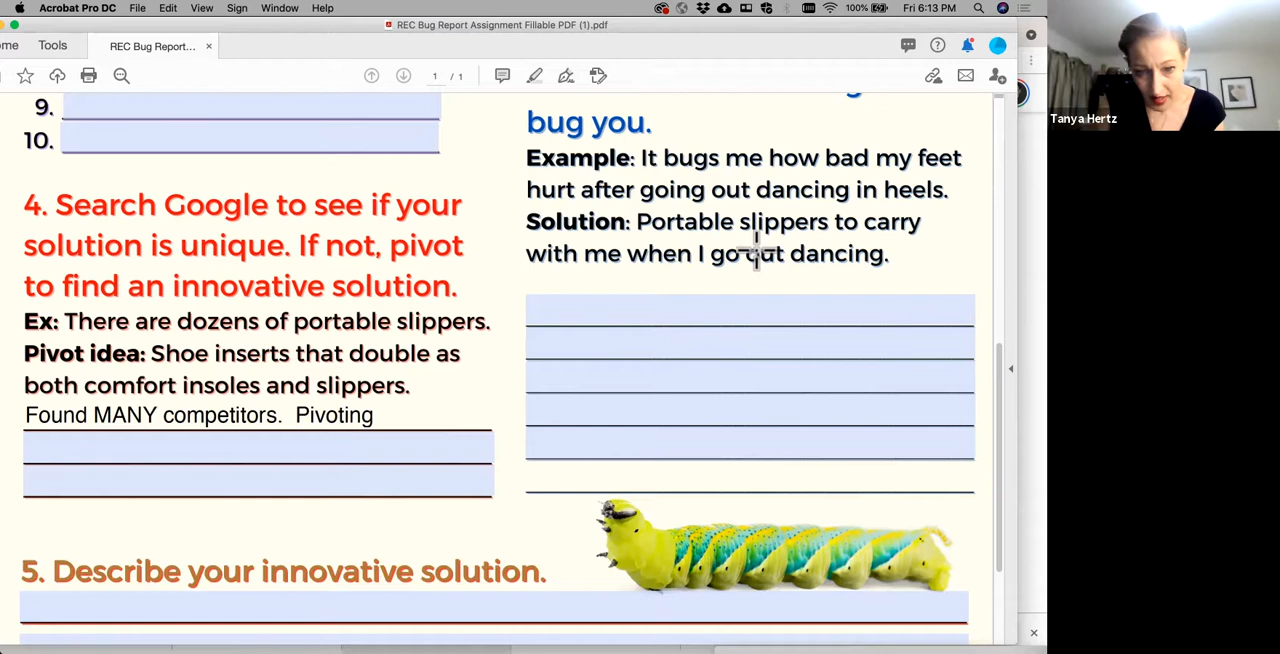 Acrobat Pro DC File Edit View Sign Window Help
100% Fri 6:13 PM
REC Bug Report Assignment Fillable PDF (1).pdf
ome Tools REC Bug Report... ×
1 / 1
Tanya Hertz
9.
10.
4. Search Google to see if your
solution is unique. If not, pivot
to find an innovative solution.
Ex: There are dozens of portable slippers.
Pivot idea: Shoe inserts that double as
both comfort insoles and slippers.
Found MANY competitors. Pivoting
bug you.
Example: It bugs me how bad my feet
hurt after going out dancing in heels.
Solution: Portable slippers to carry
with me when I go out dancing.
5. Describe your innovative solution.